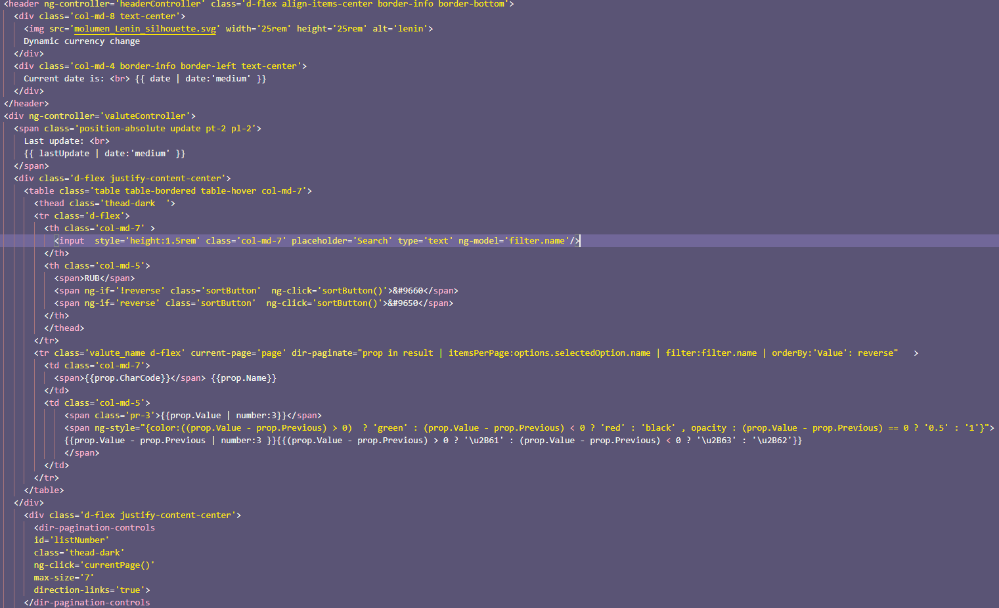 <header ng-controller='headerController' class='d-flex align-items-center border-info border-bottom'>
<div class='col-md-8 text-center'>
<img src='molumen_Lenin_silhouette.svg' width='25rem' height='25rem' alt='lenin'>
Dynamic currency change
</div>
<div class='col-md-4 border-info border-left text-center'>
Current date is: <br> {{ date | date:'medium' }}
</div>
</header>
<div ng-controller='valuteController'>
<span class='position-absolute update pt-2 pl-2'>
Last update: <br>
{{ lastUpdate | date:'medium' }}
</span>
<div class='d-flex justify-content-center'>
<table class='table table-bordered table-hover col-md-7'>
<thead class='thead-dark  '>
<tr class='d-flex'>
<th class='col-md-7' >
<input  style='height:1.5rem' class='col-md-7' placeholder='Search' type='text' ng-model='filter.name'/>
</th>
<th class='col-md-5'>
<span>RUB</span>
<span ng-if='!reverse' class='sortButton'  ng-click='sortButton()'>&#9660</span>
<span ng-if='reverse' class='sortButton'  ng-click='sortButton()'>&#9650</span>
</th>
</thead>
</tr>
<tr class='valute_name d-flex' current-page='page' dir-paginate="prop in result | itemsPerPage:options.selectedOption.name | filter:filter.name | orderBy:'Value': reverse"   >
<td class='col-md-7'>
<span>{{prop.CharCode}}</span> {{prop.Name}}
</td>
<td class='col-md-5'>
<span class='pr-3'>{{prop.Value | number:3}}</span>
<span ng-style="{color:((prop.Value - prop.Previous) > 0)  ? 'green' : (prop.Value - prop.Previous) < 0 ? 'red' : 'black' , opacity : (prop.Value - prop.Previous) == 0 ? '0.5' : '1'}">
{{prop.Value - prop.Previous | number:3 }}{{(prop.Value - prop.Previous) > 0 ? '\u2B61' : (prop.Value - prop.Previous) < 0 ? '\u2B63' : '\u2B62'}}
</span>
</td>
</tr>
</table>
</div>
<div class='d-flex justify-content-center'>
<dir-pagination-controls
id='listNumber'
class='thead-dark'
ng-click='currentPage()'
max-size='7'
direction-links='true'>
</dir-pagination-controls